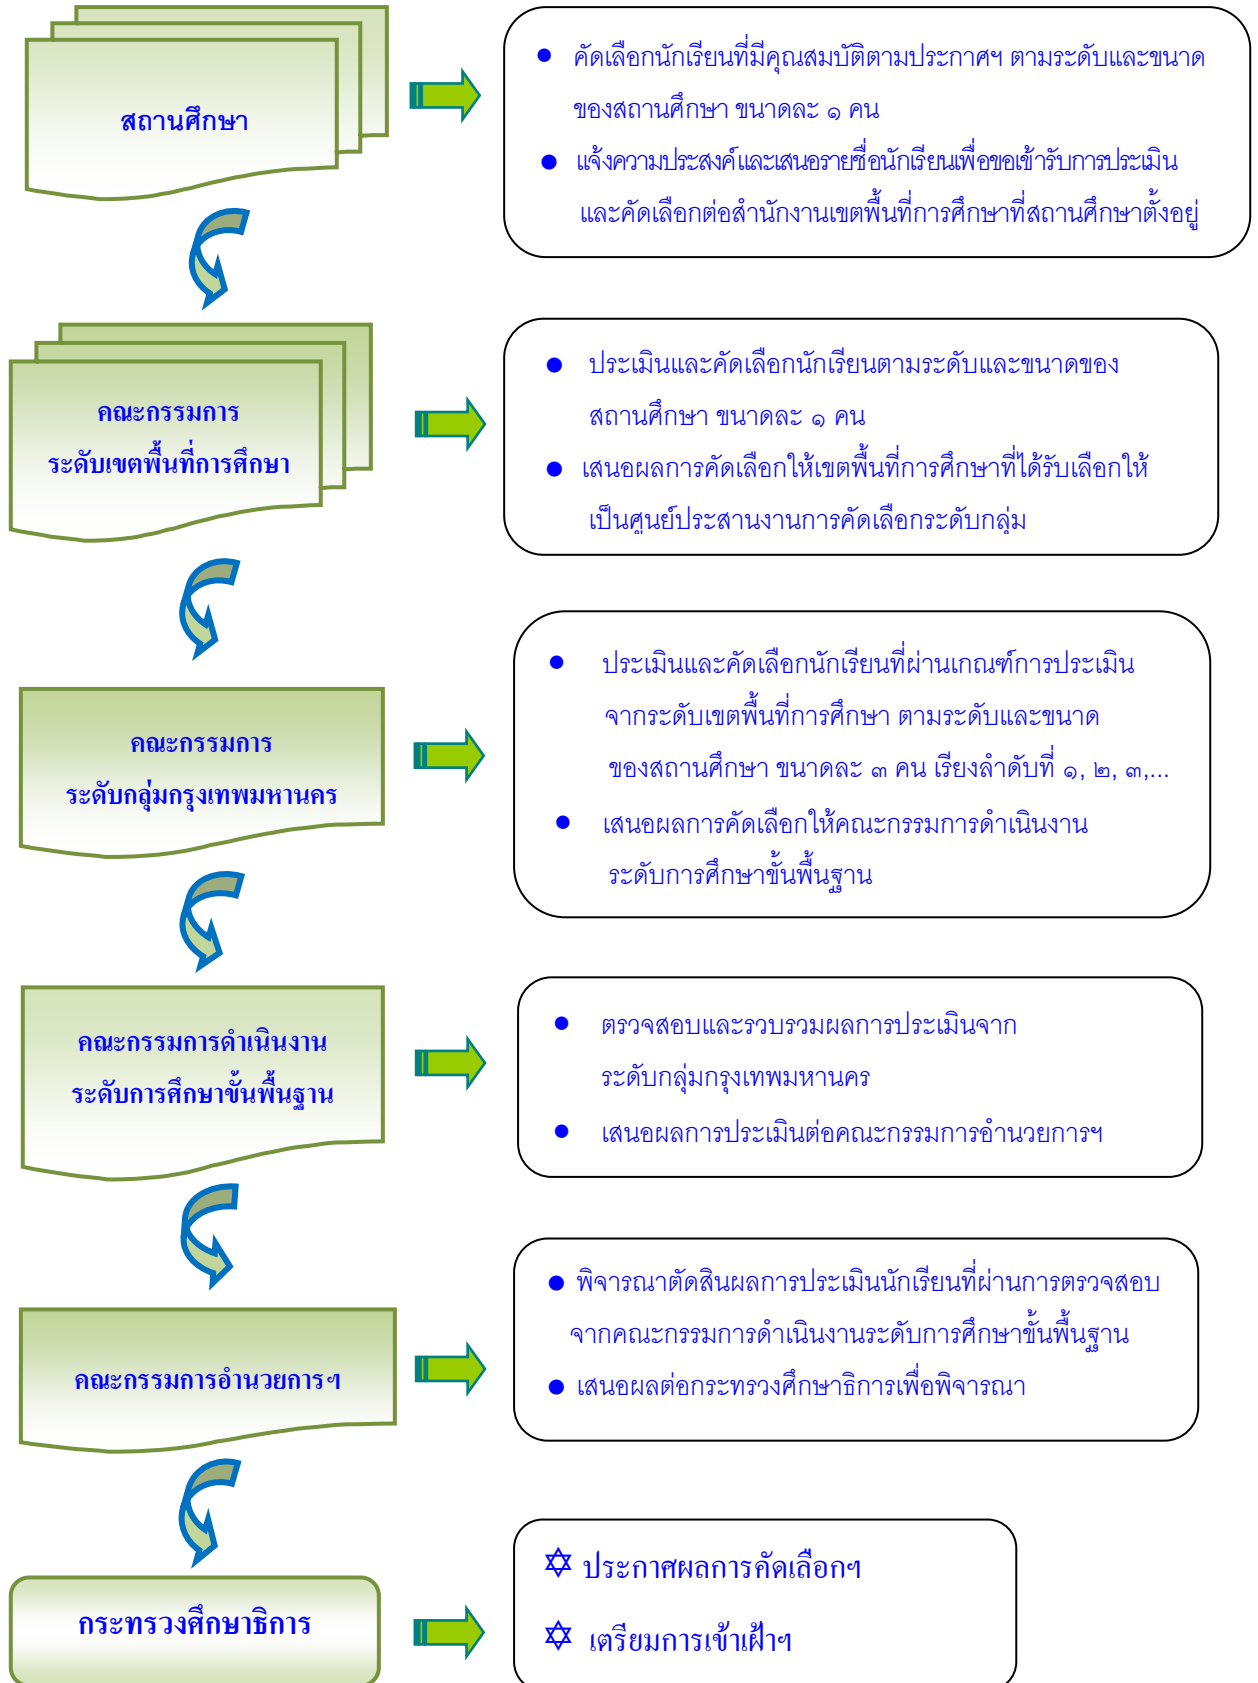 สถานศึกษา
● คัดเลือกนักเรียนที่มีคุณสมบัติตามประกาศฯ ตามระดับและขนาด
ของสถานศึกษา ขนาดละ ๑ คน
● แจ้งความประสงค์และเสนอรายชื่อนักเรียนเพื่อขอเข้ารับการประเมิน
และคัดเลือกต่อสำนักงานเขตพื้นที่การศึกษาที่สถานศึกษาตั้งอยู่
คณะกรรมการ
ระดับเขตพื้นที่การศึกษา
● ประเมินและคัดเลือกนักเรียนตามระดับและขนาดของ
สถานศึกษา ขนาดละ ๑ คน
● เสนอผลการคัดเลือกให้เขตพื้นที่การศึกษาที่ได้รับเลือกให้
เป็นศูนย์ประสานงานการคัดเลือกระดับกลุ่ม
คณะกรรมการ
ระดับกลุ่มกรุงเทพมหานคร
● ประเมินและคัดเลือกนักเรียนที่ผ่านเกณฑ์การประเมิน
จากระดับเขตพื้นที่การศึกษา ตามระดับและขนาด
ของสถานศึกษา ขนาดละ ๓ คน เรียงลำดับที่ ๑, ๒, ๓,...
● เสนอผลการคัดเลือกให้คณะกรรมการดำเนินงาน
ระดับการศึกษาขั้นพื้นฐาน
คณะกรรมการดำเนินงาน
ระดับการศึกษาขั้นพื้นฐาน
● ตรวจสอบและรวบรวมผลการประเมินจาก
ระดับกลุ่มกรุงเทพมหานคร
● เสนอผลการประเมินต่อคณะกรรมการอำนวยการฯ
คณะกรรมการอำนวยการฯ
● พิจารณาตัดสินผลการประเมินนักเรียนที่ผ่านการตรวจสอบ
จากคณะกรรมการดำเนินงานระดับการศึกษาขั้นพื้นฐาน
● เสนอผลต่อกระทรวงศึกษาธิการเพื่อพิจารณา
กระทรวงศึกษาธิการ
✡ ประกาศผลการคัดเลือกฯ
✡ เตรียมการเข้าเฝ้าฯ